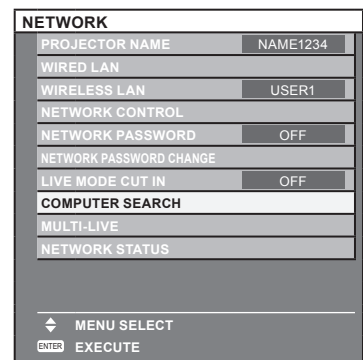 NETWORK
PROJECTOR NAME NAME1234
WIRED LAN
WIRELESS LAN USER1
NETWORK CONTROL
NETWORK PASSWORD OFF
NETWORK PASSWORD CHANGE
LIVE MODE CUT IN OFF
COMPUTER SEARCH
MULTI-LIVE
NETWORK STATUS
MENU SELECT
ENTER EXECUTE